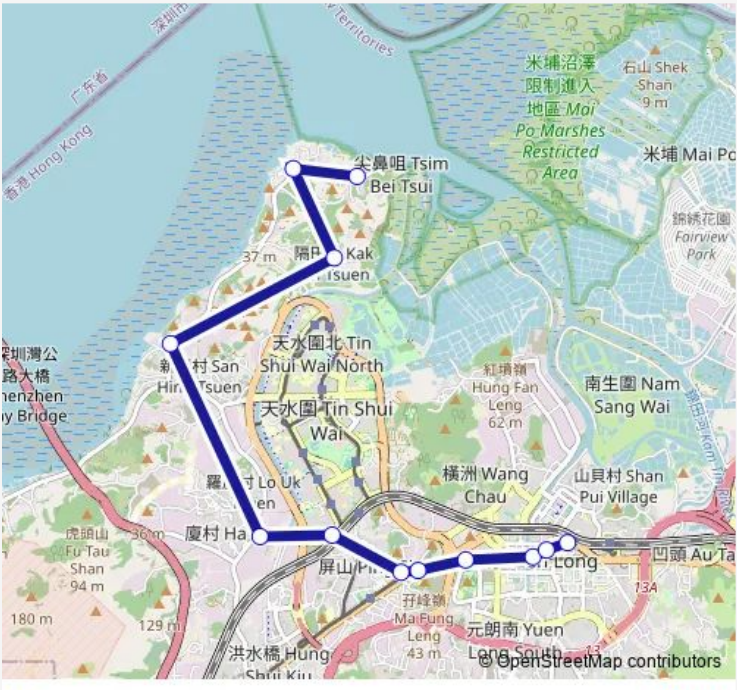 深圳市
New Territories
广东省
香港 Hong Kong
米埔沼澤
限制進入
地區 Mai
Po Marshes
Restricted
Area
石山 Shek
Shan
9 m
米埔 Mai Po
尖鼻咀 Tsim
Bei Tsui
錦綉花園
Fairview
Park
37 m
Kak
Tsuen
天水圍北 Tin
Shui Wai North
村 San
Tsuen
深圳灣公
路大橋
henzhen
ay Bridge
紅墳嶺
Hung Fan
Leng
62 m
南生圍 Nam
Sang Wai
天水圍 Tin Shui
Wai
橫洲 Wang
Chau
山貝村 Shan
Pui Village
村 Lo Uk
虎頭山
Fu Tau
Shan
94 m
36 m
廈村 Ha
屏山
Long
凹頭 Au Ta
13A
180 m
129 m
Ma Fung
Leng
43 m
元朗南 Yuen
Long South
13
洪水橋 Hung
Shui Kiu
© OpenStreetMap contributors